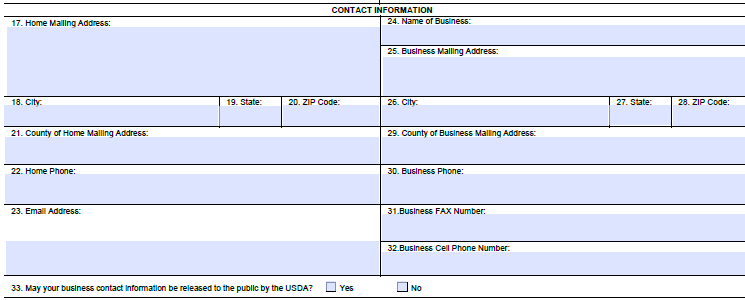 CONTACT INFORMATION
17. Home Mailing Address:
24. Name of Business:
25. Business Mailing Address:
18. City:
19. State:
20. ZIP Code:
26. City:
27. State:
28. ZIP Code:
21. County of Home Mailing Address:
29. County of Business Mailing Address:
22. Home Phone:
30. Business Phone:
23. Email Address:
31.Business FAX Number:
32.Business Cell Phone Number:
33. May your business contact information be released to the public by the USDA? Yes No